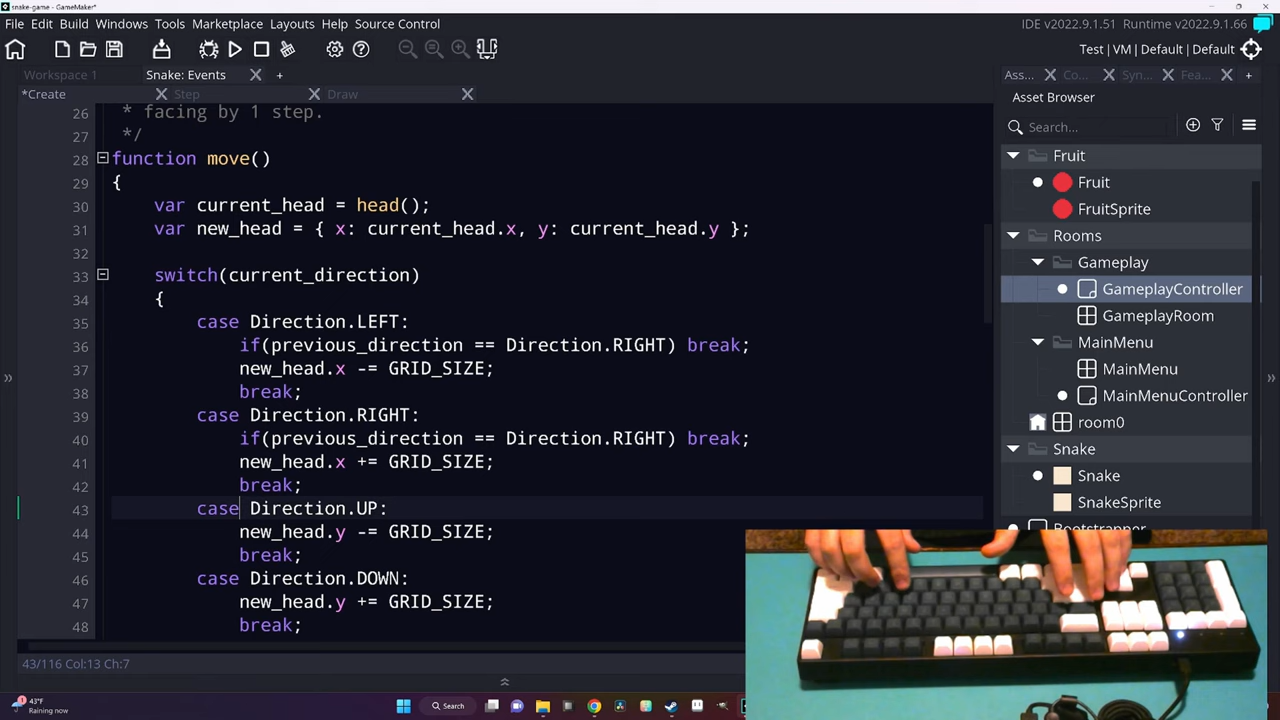 snake-game - GameMaker*
File Edit Build Windows Tools Marketplace Layouts Help Source Control
IDE v2022.9.1.51 Runtime v2022.9.1.66
Test | VM | Default | Default
Workspace 1
Snake: Events
*Create
Step
Draw
26 * facing by 1 step.
27 */
28 function move()
29 {
30 var current_head = head();
31 var new_head = { x: current_head.x, y: current_head.y };
32
33 switch(current_direction)
34 {
35 case Direction.LEFT:
36 if(previous_direction == Direction.RIGHT) break;
37 new_head.x -= GRID_SIZE;
38 break;
39 case Direction.RIGHT:
40 if(previous_direction == Direction.RIGHT) break;
41 new_head.x += GRID_SIZE;
42 break;
43 case Direction.UP:
44 new_head.y -= GRID_SIZE;
45 break;
46 case Direction.DOWN:
47 new_head.y += GRID_SIZE;
48 break;
43/116 Col:13 Ch:7
Ass... Co... Syn... Fea...
Asset Browser
Search...
Fruit
Fruit
FruitSprite
Rooms
Gameplay
GameplayController
GameplayRoom
MainMenu
MainMenu
MainMenuController
room0
Snake
Snake
SnakeSprite
Bootstrapper
1
43°F
Raining now
Search